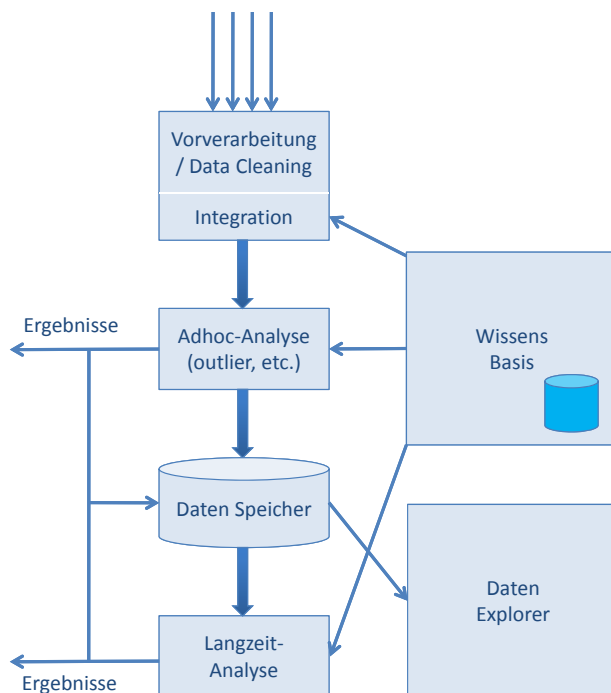 Vorverarbeitung
/ Data Cleaning
Integration
Ergebnisse
Adhoc-Analyse
(outlier, etc.)
Wissens
Basis
Daten Speicher
Daten
Explorer
Langzeit-
Analyse
Ergebnisse